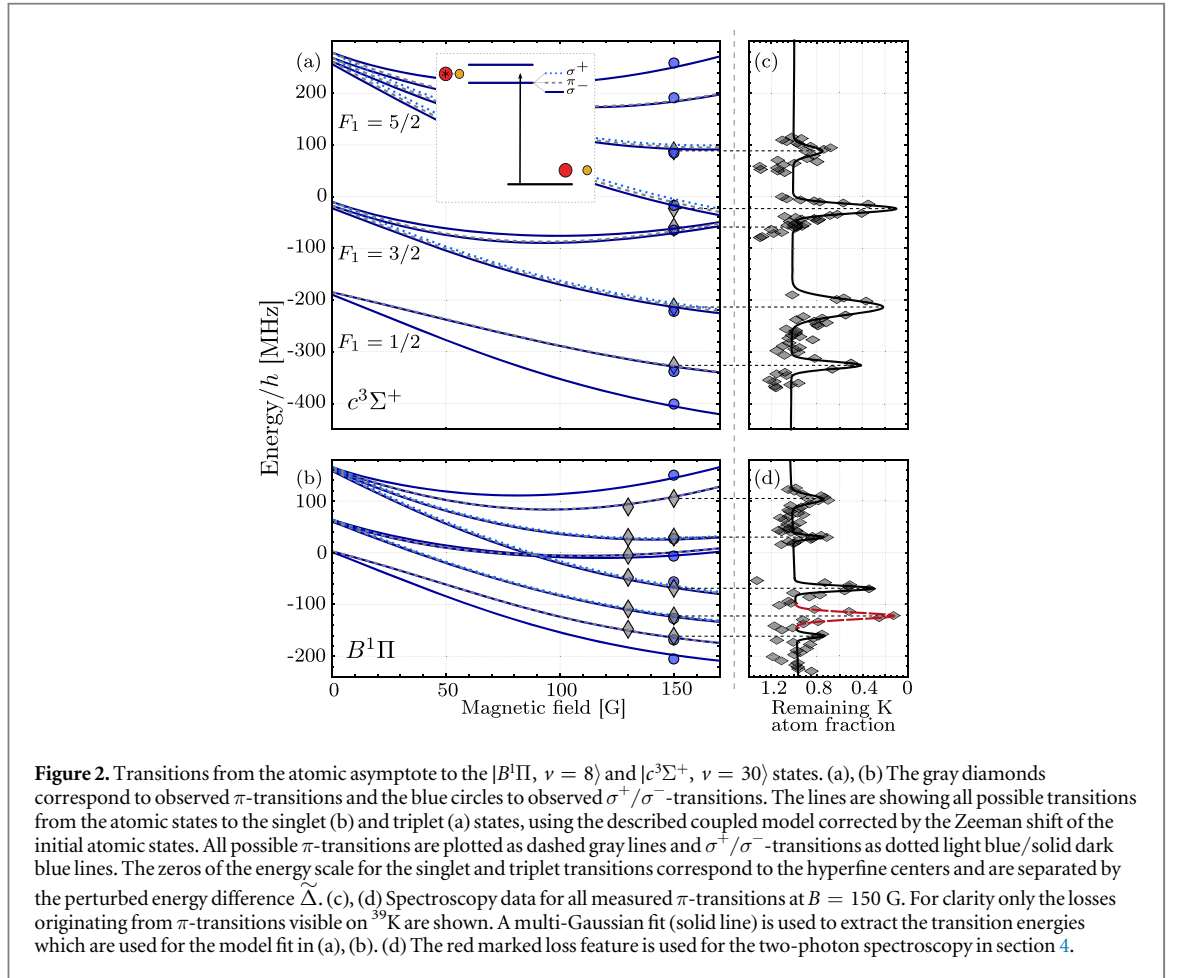 (a)
(c)
σ+
π
σ−
200
F₁ = 5/2
100
0
F₁ = 3/2
-100
-200
F₁ = 1/2
-300
-400
c³Σ⁺
Energy/h [MHz]
(b)
(d)
100
0
-100
-200
B¹Π
0
50
100
150
1.2
0.8
0.4
0
Magnetic field [G]
Remaining K
atom fraction
Figure 2. Transitions from the atomic asymptote to the |B¹Π, ν = 8⟩ and |c³Σ⁺, ν = 30⟩ states. (a), (b) The gray diamonds
correspond to observed π-transitions and the blue circles to observed σ⁺/σ⁻-transitions. The lines are showing all possible transitions
from the atomic states to the singlet (b) and triplet (a) states, using the described coupled model corrected by the Zeeman shift of the
initial atomic states. All possible π-transitions are plotted as dashed gray lines and σ⁺/σ⁻-transitions as dotted light blue/solid dark
blue lines. The zeros of the energy scale for the singlet and triplet transitions correspond to the hyperfine centers and are separated by
the perturbed energy difference Δ̃. (c), (d) Spectroscopy data for all measured π-transitions at B = 150 G. For clarity only the losses
originating from π-transitions visible on ³⁹K are shown. A multi-Gaussian fit (solid line) is used to extract the transition energies
which are used for the model fit in (a), (b). (d) The red marked loss feature is used for the two-photon spectroscopy in section 4.